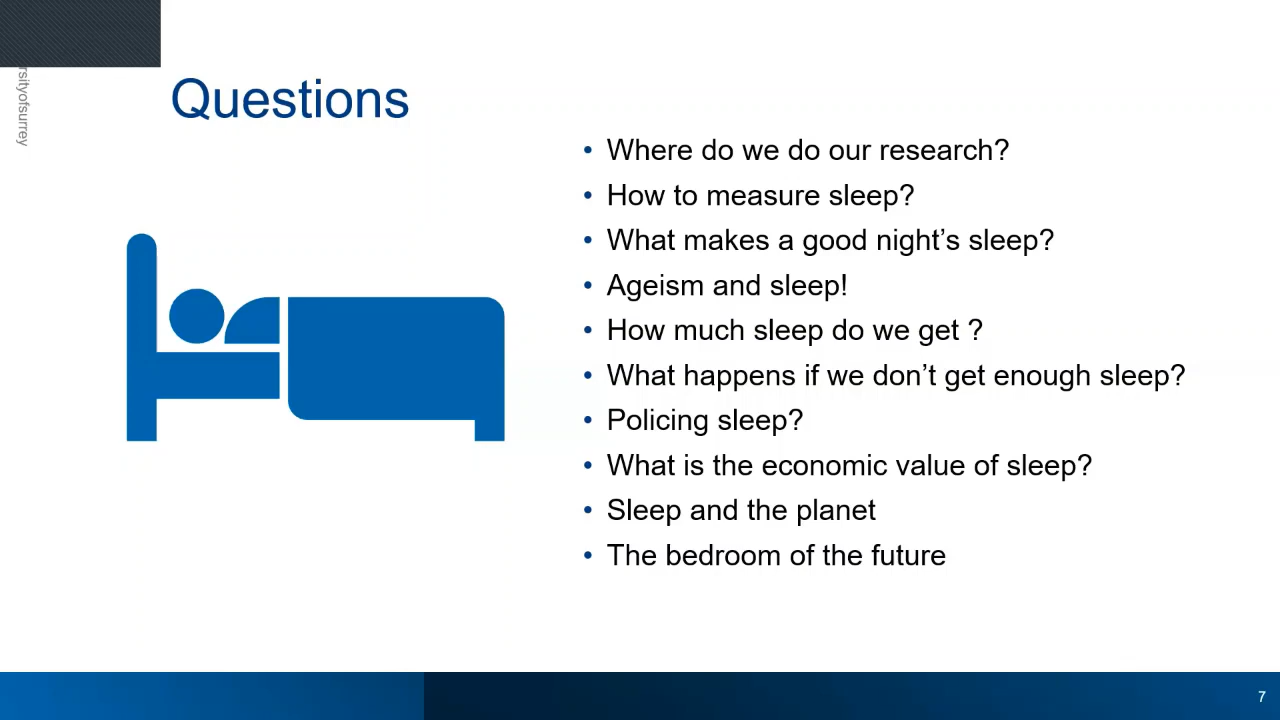 rsityofsurrey
Questions
• Where do we do our research?
• How to measure sleep?
• What makes a good night’s sleep?
• Ageism and sleep!
• How much sleep do we get ?
• What happens if we don’t get enough sleep?
• Policing sleep?
• What is the economic value of sleep?
• Sleep and the planet
• The bedroom of the future
7